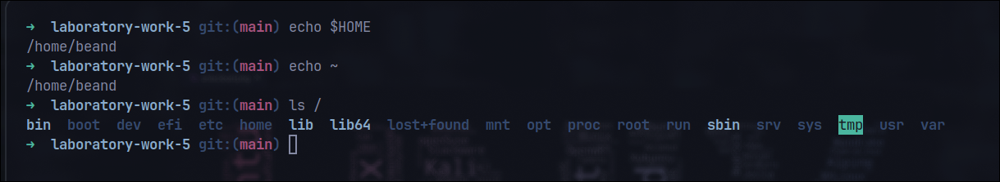 → laboratory-work-5 git:(main) echo $HOME
/home/beand
→ laboratory-work-5 git:(main) echo ~
/home/beand
→ laboratory-work-5 git:(main) ls /
bin boot dev efi etc home lib lib64 lost+found mnt opt proc root run sbin srv sys tmp usr var
→ laboratory-work-5 git:(main)
Kali